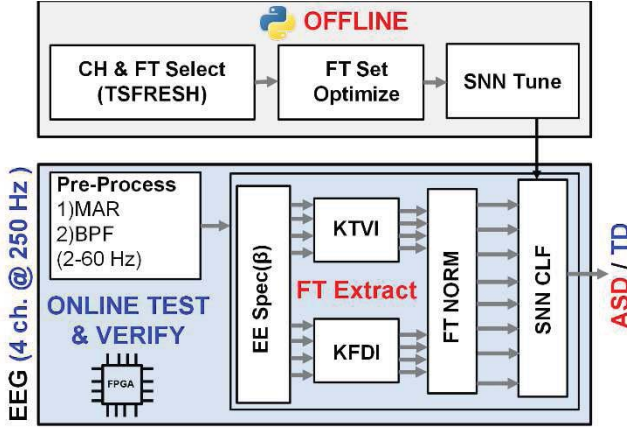 OFFLINE
CH & FT Select
(TSFRESH)
FT Set
Optimize
SNN Tune
EEG (4 ch. @ 250 Hz )
Pre-Process
1)MAR
2)BPF
(2-60 Hz)
ONLINE TEST
& VERIFY
FPGA
EE Spec(β)
KTVI
FT Extract
KFDI
FT NORM
SNN CLF
ASD / TD